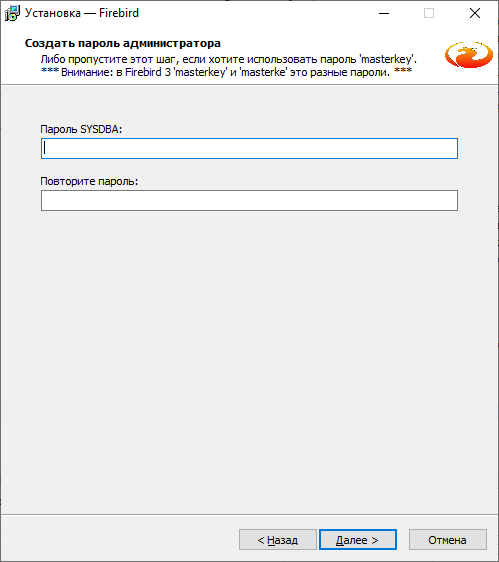 Установка — Firebird
Создать пароль администратора
Либо пропустите этот шаг, если хотите использовать пароль 'masterkey'.
*** Внимание: в Firebird 3 'masterkey' и 'masterke' это разные пароли. ***
Пароль SYSDBA:
Повторите пароль:
< Назад
Далее >
Отмена